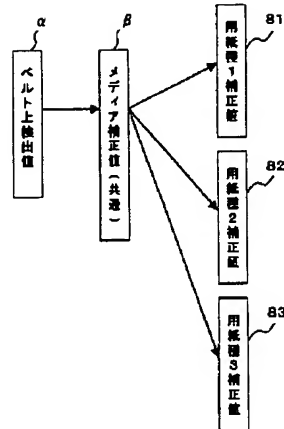 α
ベルト上検出値
β
メディア補正値(共通)
81
用紙種1補正値
82
用紙種2補正値
83
用紙種3補正値